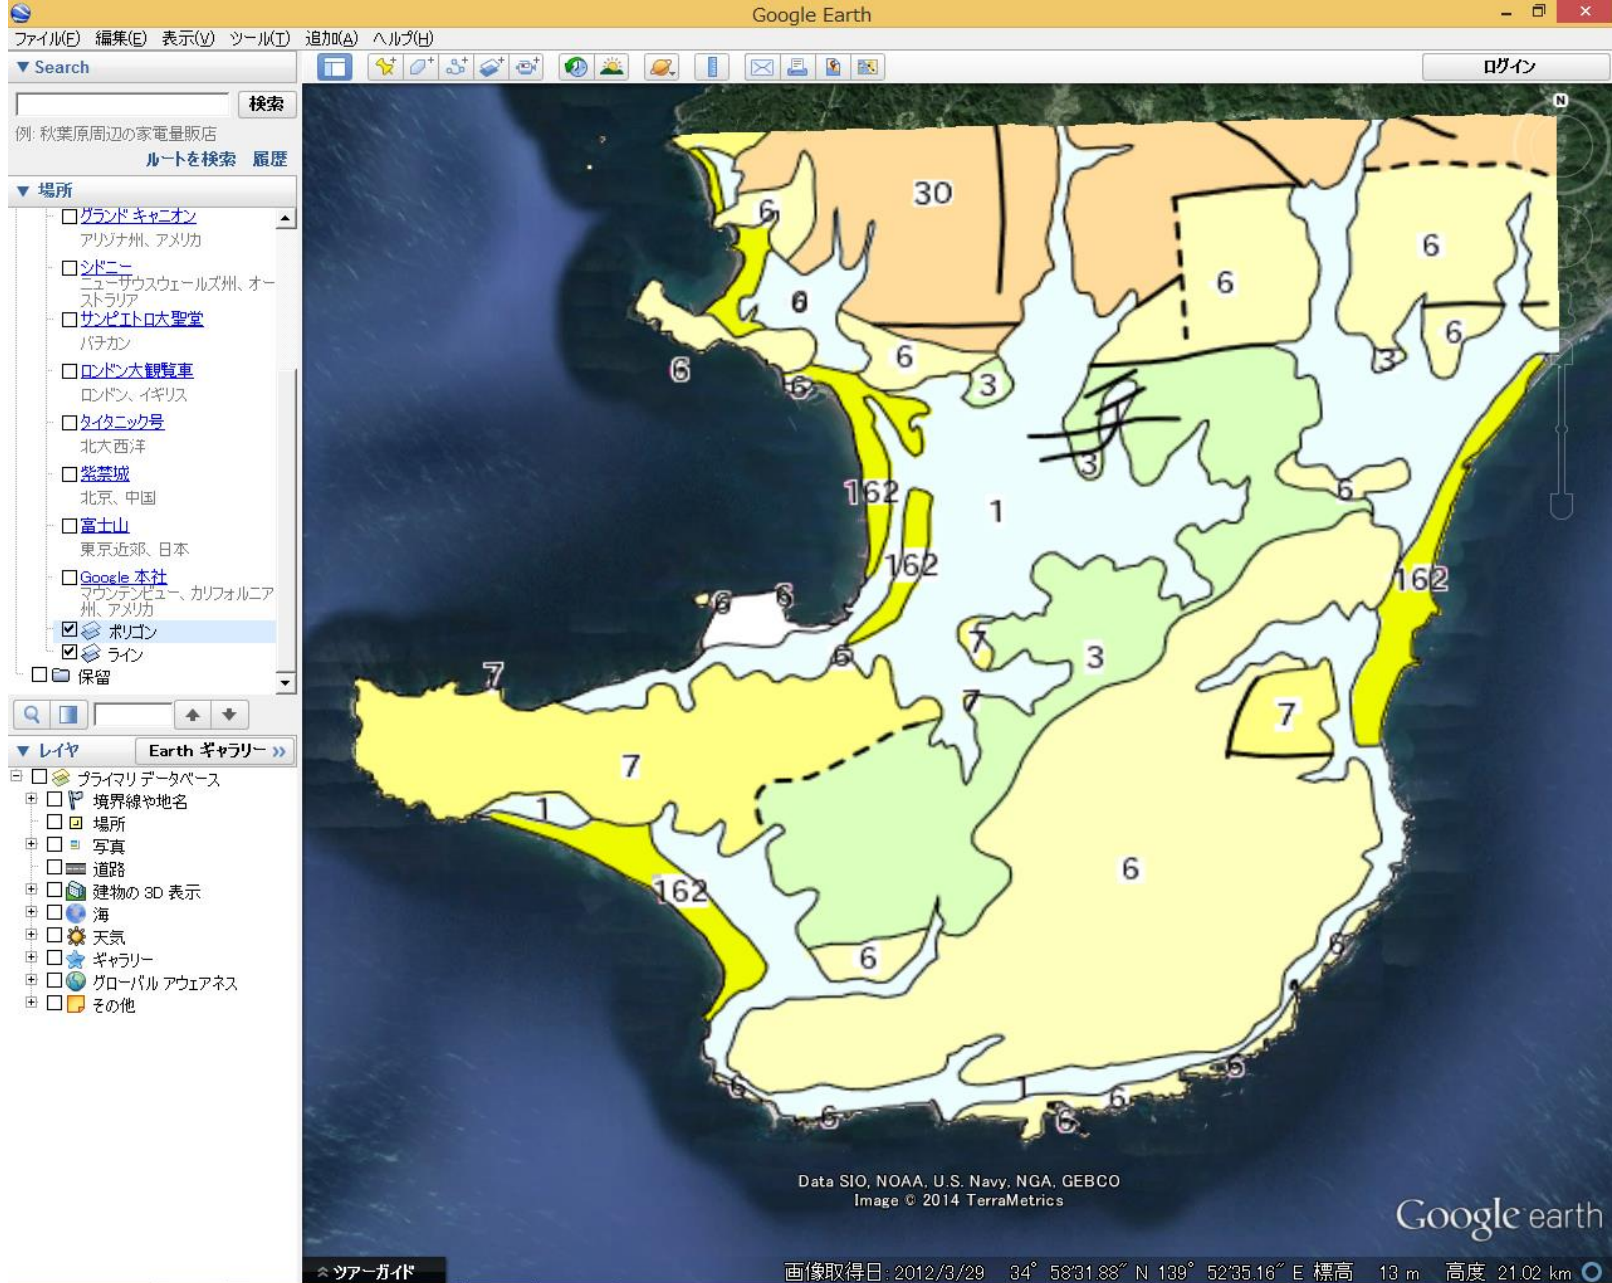 Google Earth
ファイル(F) 編集(E) 表示(V) ツール(T) 追加(A) ヘルプ(H)
▼ Search
ログイン
検索
例: 秋葉原周辺の家電量販店
ルートを検索 履歴
▼ 場所
グランド キャニオン
アリゾナ州、アメリカ
シドニー
ニューサウスウェールズ州、オー
ストラリア
サンピエトロ大聖堂
バチカン
ロンドン大観覧車
ロンドン、イギリス
タイタニック号
北大西洋
紫禁城
北京、中国
富士山
東京近郊、日本
Google 本社
マウンテンビュー、カリフォルニア
州、アメリカ
ポリゴン
ライン
保留
▼ レイヤ
Earth ギャラリー >>
プライマリ データベース
境界線や地名
場所
写真
道路
建物の 3D 表示
海
天気
ギャラリー
グローバル アウェアネス
その他
N
30
6
6
6
6
6
6
6
6
6
3
3
3
162
162
1
6
162
6
6
7
3
6
7
7
7
7
1
162
6
6
6
6
1
6
6
6
6
Data SIO, NOAA, U.S. Navy, NGA, GEBCO
Image © 2014 TerraMetrics
Google earth
ツアーガイド
画像取得日: 2012/3/29 34° 58'31.88" N 139° 52'35.16" E 標高 13 m 高度 21.02 km